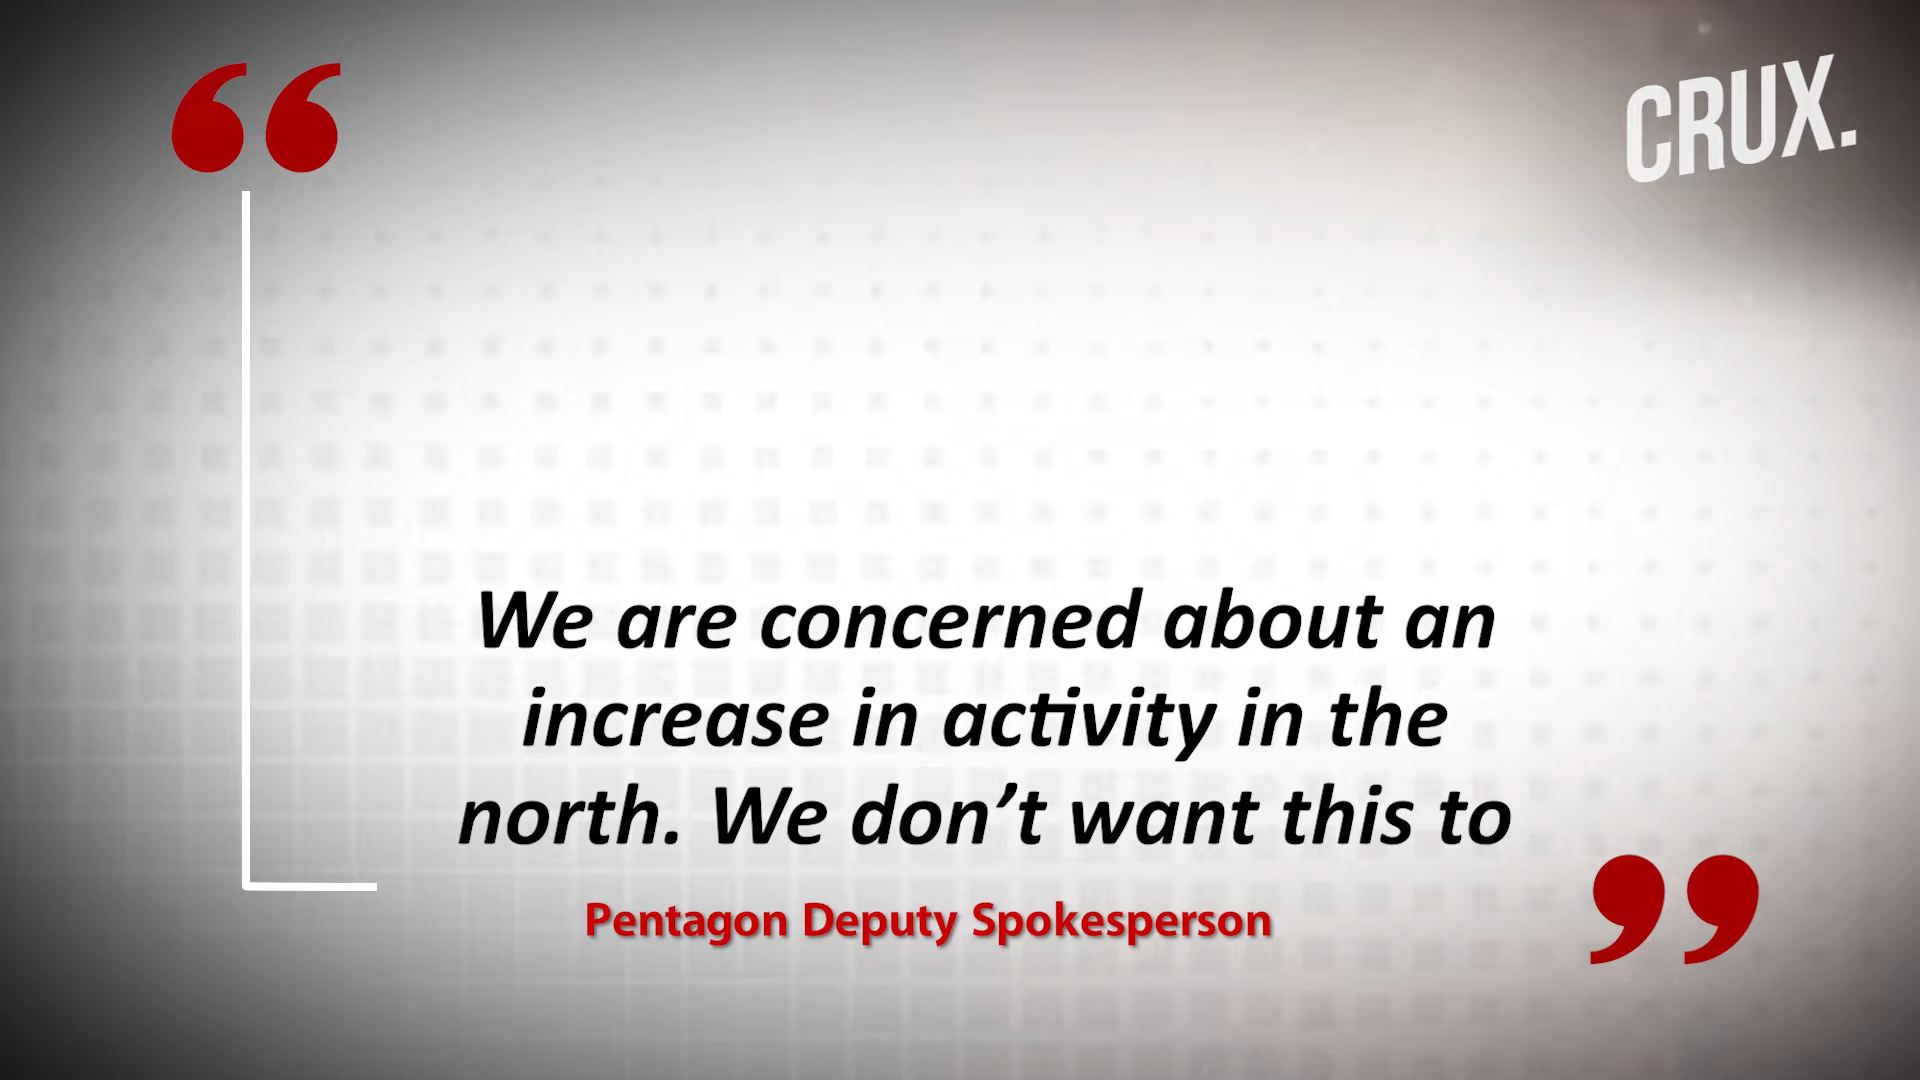 CRUX.
We are concerned about an
increase in activity in the
north. We don’t want this to
Pentagon Deputy Spokesperson